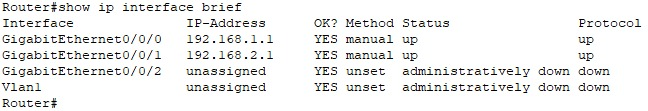 Router#show ip interface brief
Interface              IP-Address      OK? Method Status                Protocol
GigabitEthernet0/0/0   192.168.1.1     YES manual up                    up
GigabitEthernet0/0/1   192.168.2.1     YES manual up                    up
GigabitEthernet0/0/2   unassigned      YES unset  administratively down down
Vlan1                  unassigned      YES unset  administratively down down
Router#